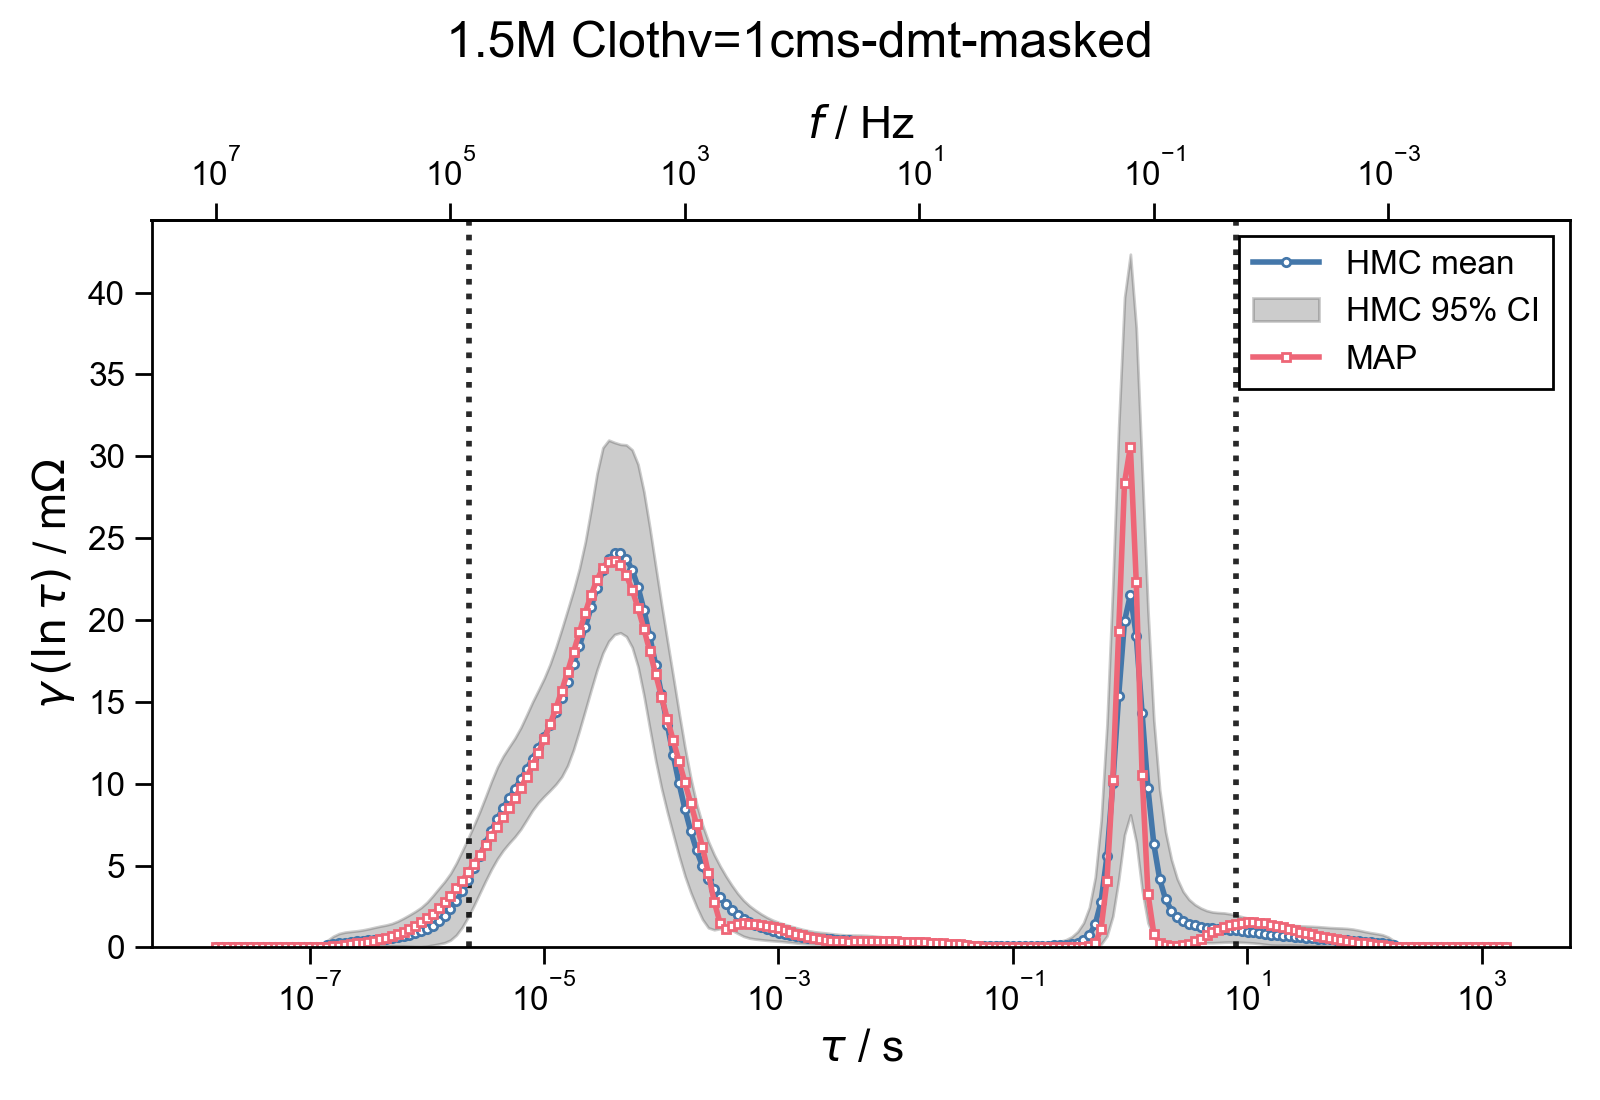 1.5M Clothv=1cms-dmt-masked
f / Hz
10^7 10^5 10^3 10^1 10^−1 10^−3
HMC mean
HMC 95% CI
MAP
γ (ln τ) / mΩ
40
35
30
25
20
15
10
5
0
10^−7 10^−5 10^−3 10^−1 10^1 10^3
τ / s